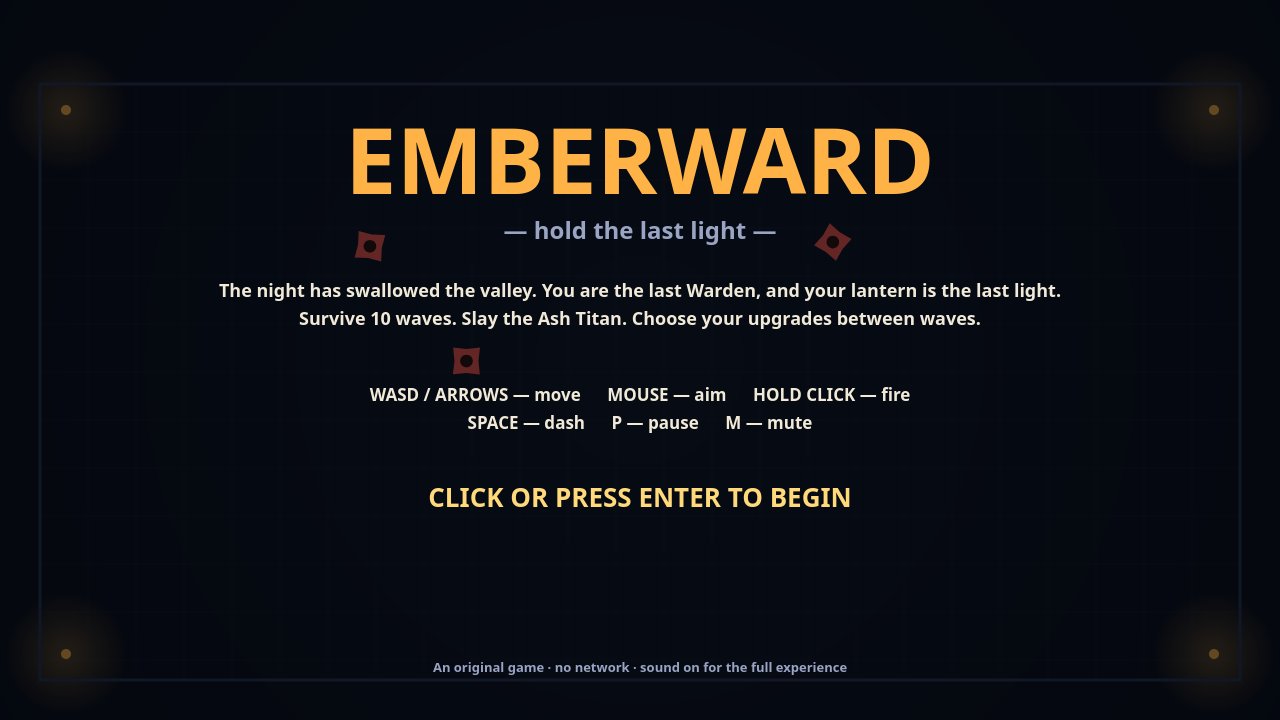 EMBERWARD
— hold the last light —
The night has swallowed the valley. You are the last Warden, and your lantern is the last light.
Survive 10 waves. Slay the Ash Titan. Choose your upgrades between waves.
WASD / ARROWS — move MOUSE — aim HOLD CLICK — fire
SPACE — dash P — pause M — mute
CLICK OR PRESS ENTER TO BEGIN
An original game · no network · sound on for the full experience